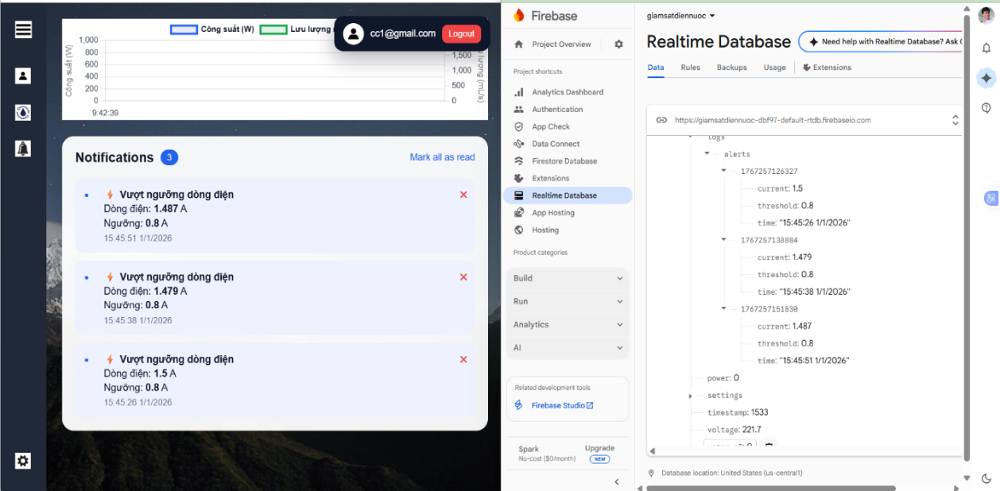 Công suất (W)
Lưu lượng
1,000
800
600
400
200
0
Công suất (W)
9:42:39
1,500
1,000
500
0
lượng (mL/s)
cc1@gmail.com
Logout
Notifications 3
Mark all as read
Vượt ngưỡng dòng điện
Dòng điện: 1.487 A
Ngưỡng: 0.8 A
15:45:51 1/1/2026
Vượt ngưỡng dòng điện
Dòng điện: 1.479 A
Ngưỡng: 0.8 A
15:45:38 1/1/2026
Vượt ngưỡng dòng điện
Dòng điện: 1.5 A
Ngưỡng: 0.8 A
15:45:26 1/1/2026
Firebase
Project Overview
Project shortcuts
Analytics Dashboard
Authentication
App Check
Data Connect
Firestore Database
Extensions
Realtime Database
App Hosting
Hosting
Product categories
Build
Run
Analytics
AI
Related development tools
Firebase Studio
Spark
No-cost ($0/month)
Upgrade
NEW
giamsatdiennuoc
Realtime Database
Need help with Realtime Database? Ask
Data Rules Backups Usage Extensions
https://giamsatdiennuoc-dbf97-default-rtdb.firebaseio.com
logs
alerts
1767257126327
current: 1.5
threshold: 0.8
time: "15:45:26 1/1/2026"
1767257138884
current: 1.479
threshold: 0.8
time: "15:45:38 1/1/2026"
1767257151830
current: 1.487
threshold: 0.8
time: "15:45:51 1/1/2026"
power: 0
settings
timestamp: 1533
voltage: 221.7
Database location: United States (us-central1)